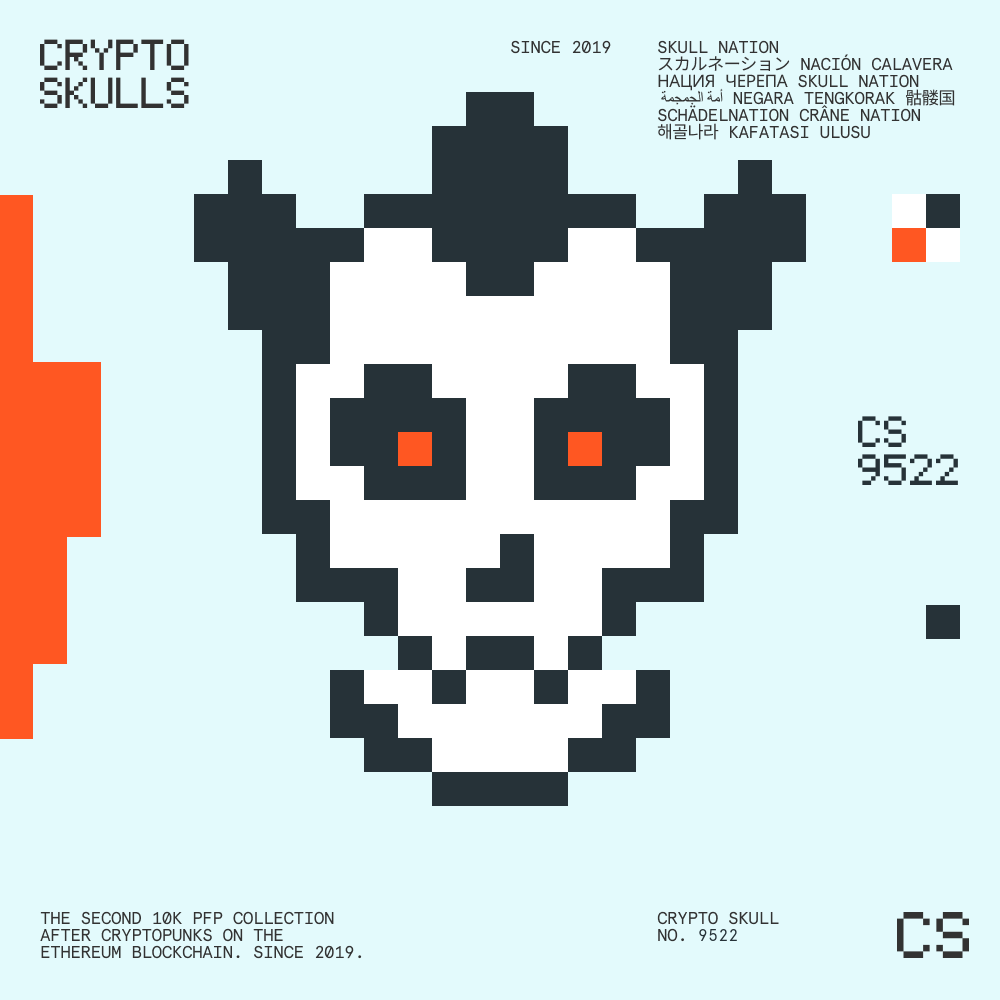 CRYPTO
SKULLS
SINCE 2019
SKULL NATION
スカルネーション NACIÓN CALAVERA
НАЦИЯ ЧЕРЕПА SKULL NATION
أمة الجمجمة NEGARA TENGKORAK 骷髅国
SCHÄDELNATION CRÂNE NATION
해골나라 KAFATASI ULUSU
CS
9522
THE SECOND 10K PFP COLLECTION
AFTER CRYPTOPUNKS ON THE
ETHEREUM BLOCKCHAIN. SINCE 2019.
CRYPTO SKULL
NO. 9522
CS